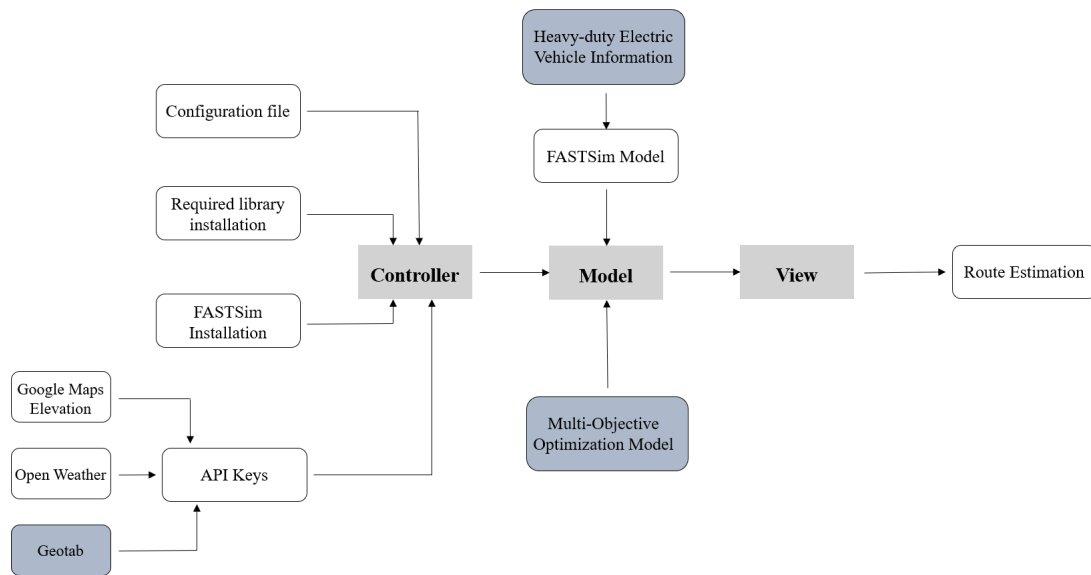 Heavy-duty Electric
Vehicle Information
Configuration file
FASTSim Model
Required library
installation
Controller
Model
View
Route Estimation
FASTSim
Installation
Google Maps
Elevation
Multi-Objective
Optimization Model
Open Weather
API Keys
Geotab